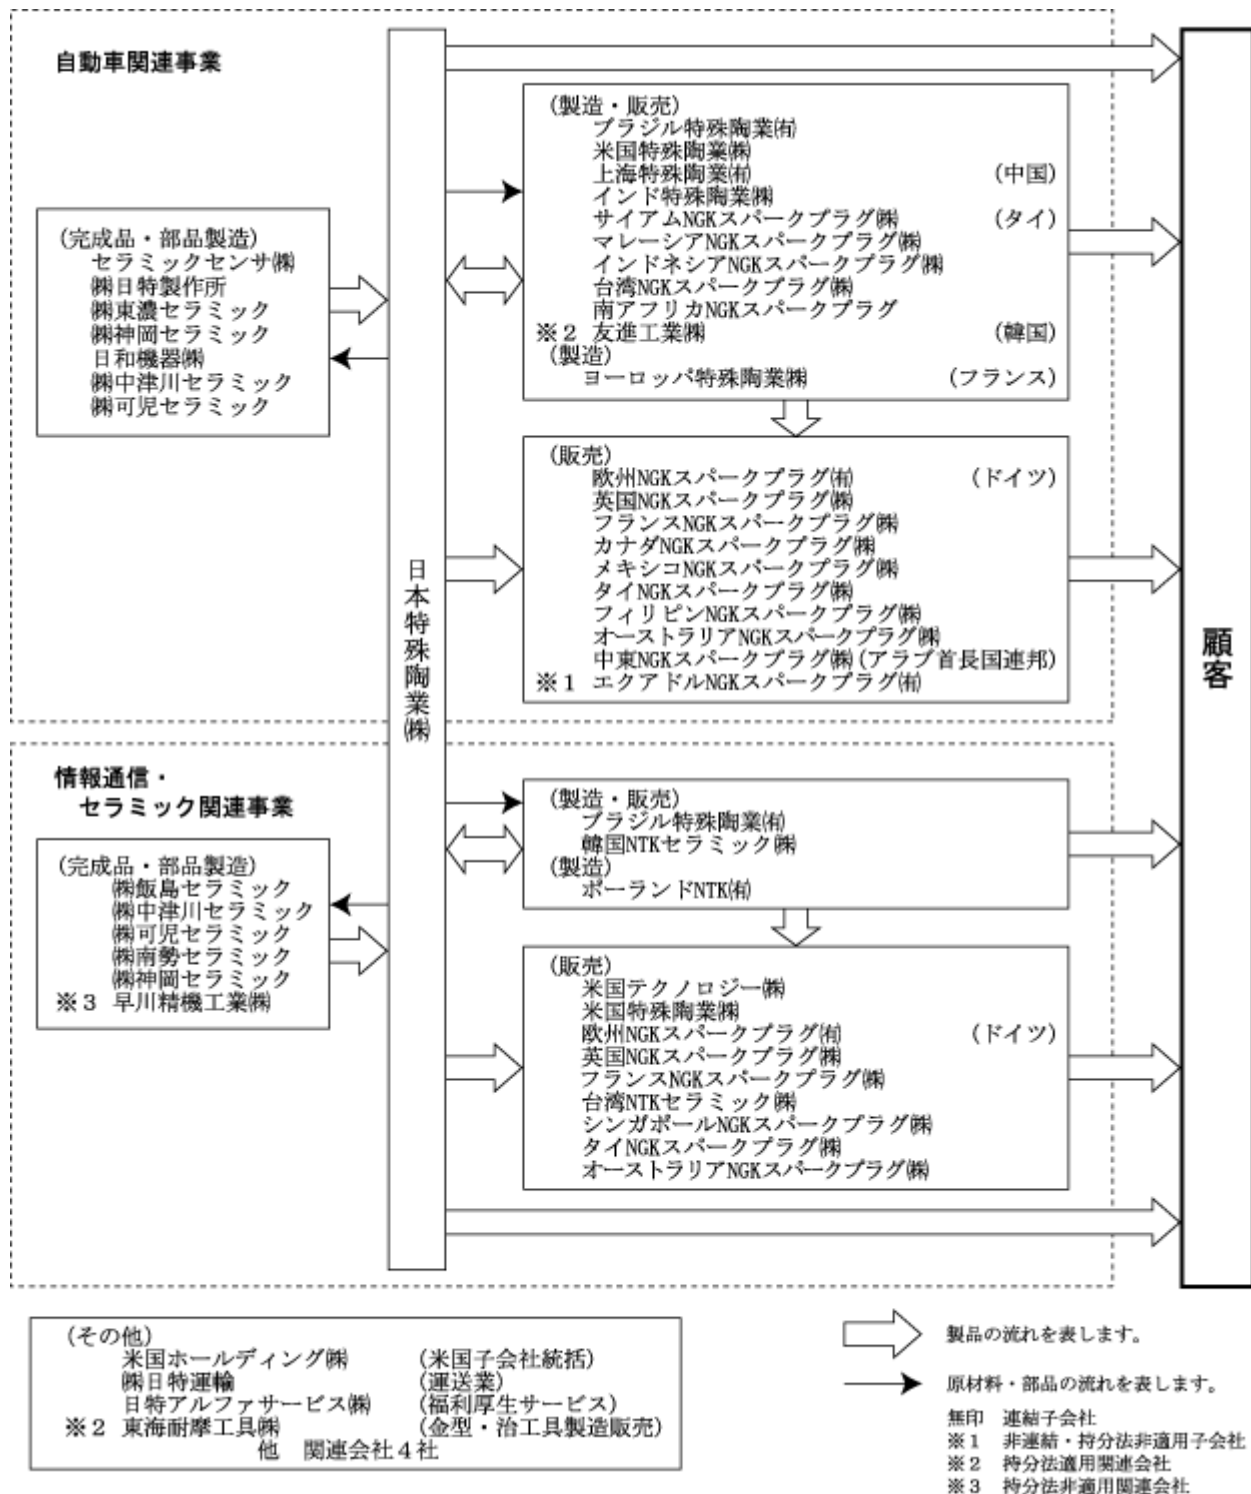 自動車関連事業
(完成品・部品製造)
セラミックセンサ㈱
㈱日特製作所
㈱東濃セラミック
㈱神岡セラミック
日和機器㈱
㈱中津川セラミック
㈱可児セラミック
日本特殊陶業㈱
(製造・販売)
ブラジル特殊陶業㈲
米国特殊陶業㈱
上海特殊陶業㈲ (中国)
インド特殊陶業㈱
サイアムNGKスパークプラグ㈱ (タイ)
マレーシアNGKスパークプラグ㈱
インドネシアNGKスパークプラグ㈱
台湾NGKスパークプラグ㈱
南アフリカNGKスパークプラグ
※2 友進工業㈱ (韓国)
(製造)
ヨーロッパ特殊陶業㈱ (フランス)
(販売)
欧州NGKスパークプラグ㈲ (ドイツ)
英国NGKスパークプラグ㈱
フランスNGKスパークプラグ㈱
カナダNGKスパークプラグ㈱
メキシコNGKスパークプラグ㈱
タイNGKスパークプラグ㈱
フィリピンNGKスパークプラグ㈱
オーストラリアNGKスパークプラグ㈱
中東NGKスパークプラグ㈱(アラブ首長国連邦)
※1 エクアドルNGKスパークプラグ㈲
顧客
情報通信・
セラミック関連事業
(完成品・部品製造)
㈱飯島セラミック
㈱中津川セラミック
㈱可児セラミック
㈱南勢セラミック
㈱神岡セラミック
※3 早川精機工業㈱
(製造・販売)
ブラジル特殊陶業㈲
韓国NTKセラミック㈱
(製造)
ポーランドNTK㈲
(販売)
米国テクノロジー㈱
米国特殊陶業㈱
欧州NGKスパークプラグ㈲ (ドイツ)
英国NGKスパークプラグ㈱
フランスNGKスパークプラグ㈱
台湾NTKセラミック㈱
シンガポールNGKスパークプラグ㈱
タイNGKスパークプラグ㈱
オーストラリアNGKスパークプラグ㈱
(その他)
米国ホールディング㈱ (米国子会社統括)
㈱日特運輸 (運送業)
日特アルファサービス㈱ (福利厚生サービス)
※2 東海耐摩工具㈱ (金型・治工具製造販売)
他 関連会社4社
製品の流れを表します。
原材料・部品の流れを表します。
無印 連結子会社
※1 非連結・持分法非適用子会社
※2 持分法適用関連会社
※3 持分法非適用関連会社